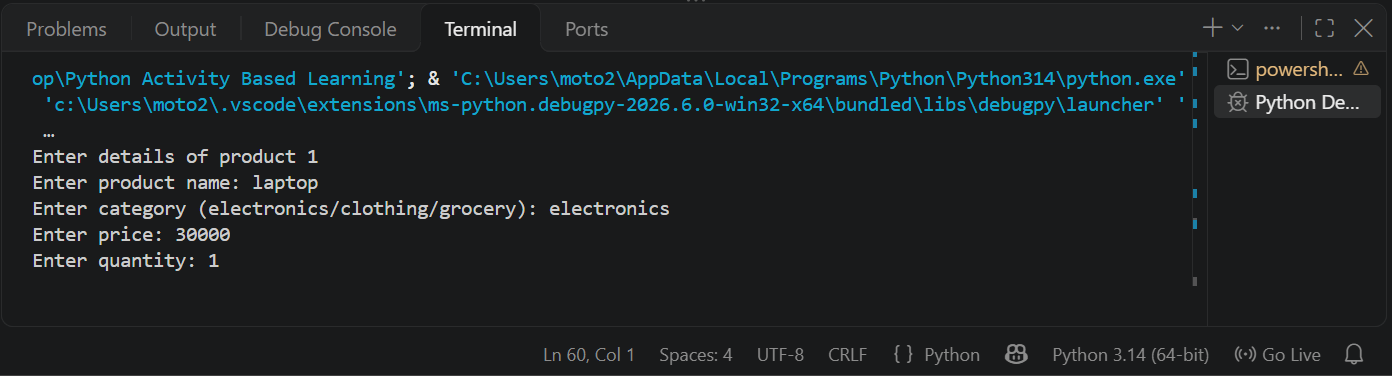 Problems Output Debug Console Terminal Ports
op\Python Activity Based Learning'; & 'C:\Users\moto2\AppData\Local\Programs\Python\Python314\python.exe'
'c:\Users\moto2\.vscode\extensions\ms-python.debugpy-2026.6.0-win32-x64\bundled\libs\debugpy\launcher' '
…
Enter details of product 1
Enter product name: laptop
Enter category (electronics/clothing/grocery): electronics
Enter price: 30000
Enter quantity: 1
powersh...
Python De...
Ln 60, Col 1 Spaces: 4 UTF-8 CRLF { } Python Python 3.14 (64-bit) Go Live